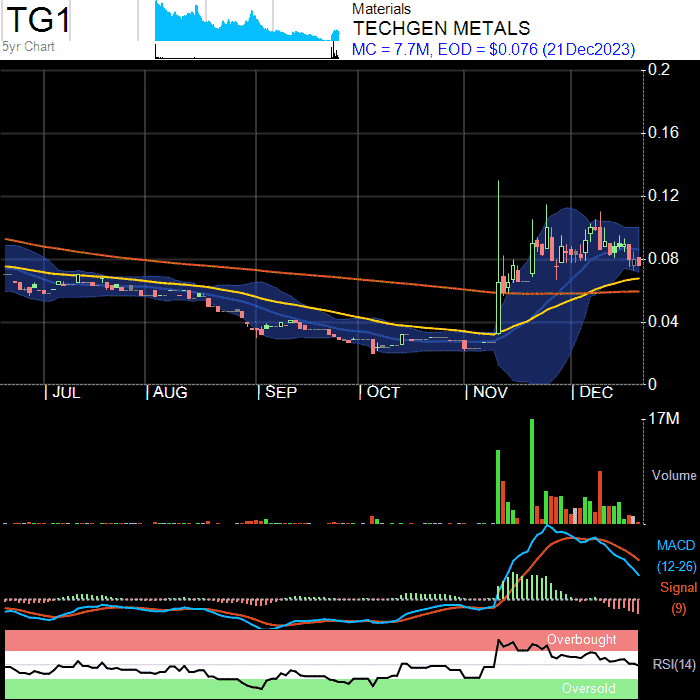 TG1
5yr Chart
Materials
TECHGEN METALS
MC = 7.7M, EOD = $0.076 (21Dec2023)
0.2
0.16
0.12
0.08
0.04
0
JUL AUG SEP OCT NOV DEC
17M
Volume
MACD
(12-26)
Signal
(9)
Overbought
RSI(14)
Oversold